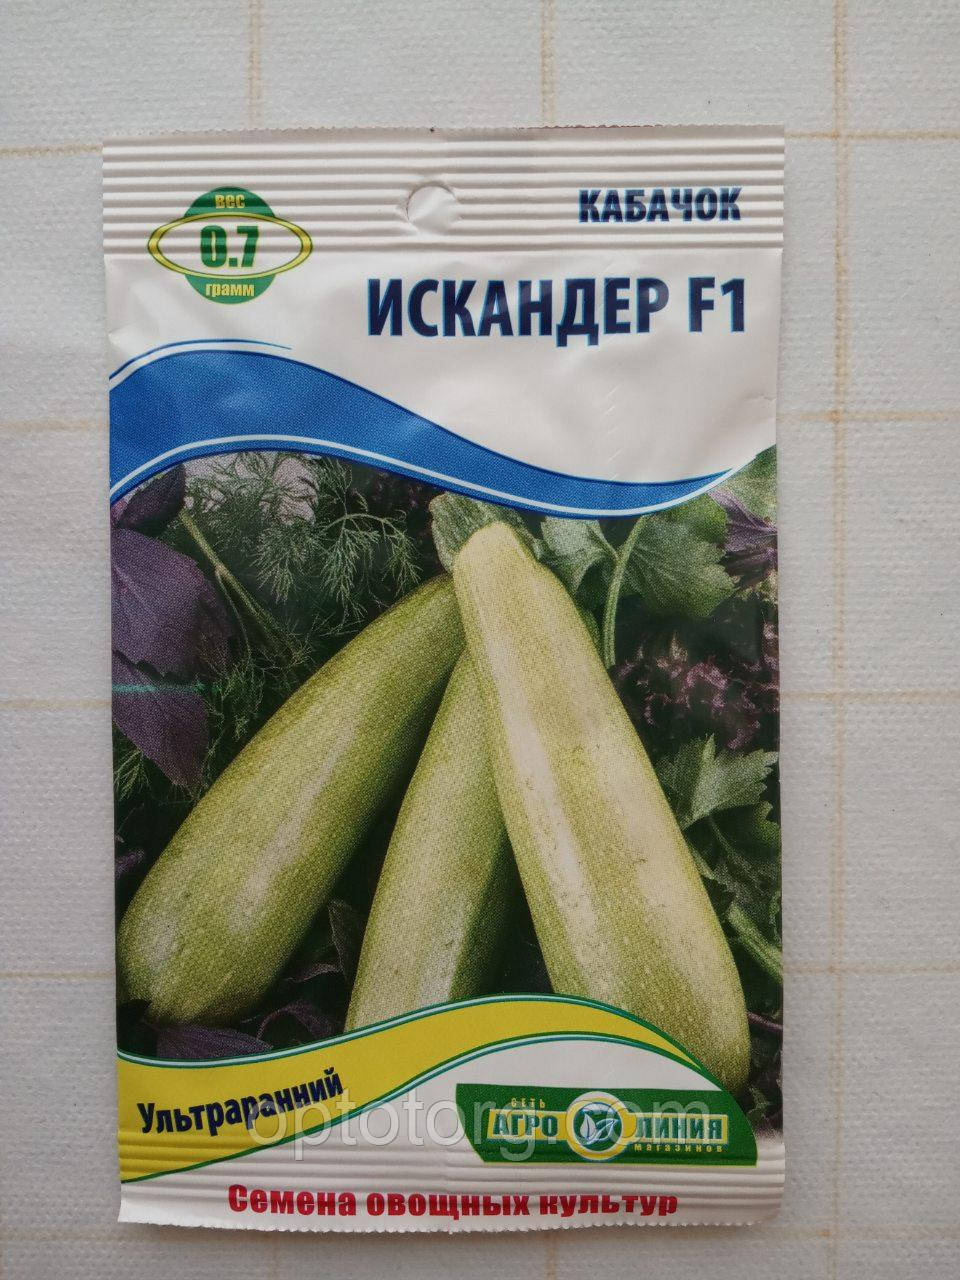 вес
0.7
грамм
КАБАЧОК
ИСКАНДЕР F1
Ультраранний
optotorg.com
СЕТЬ
АГРО ЛИНИЯ
магазинов
Семена овощных культур